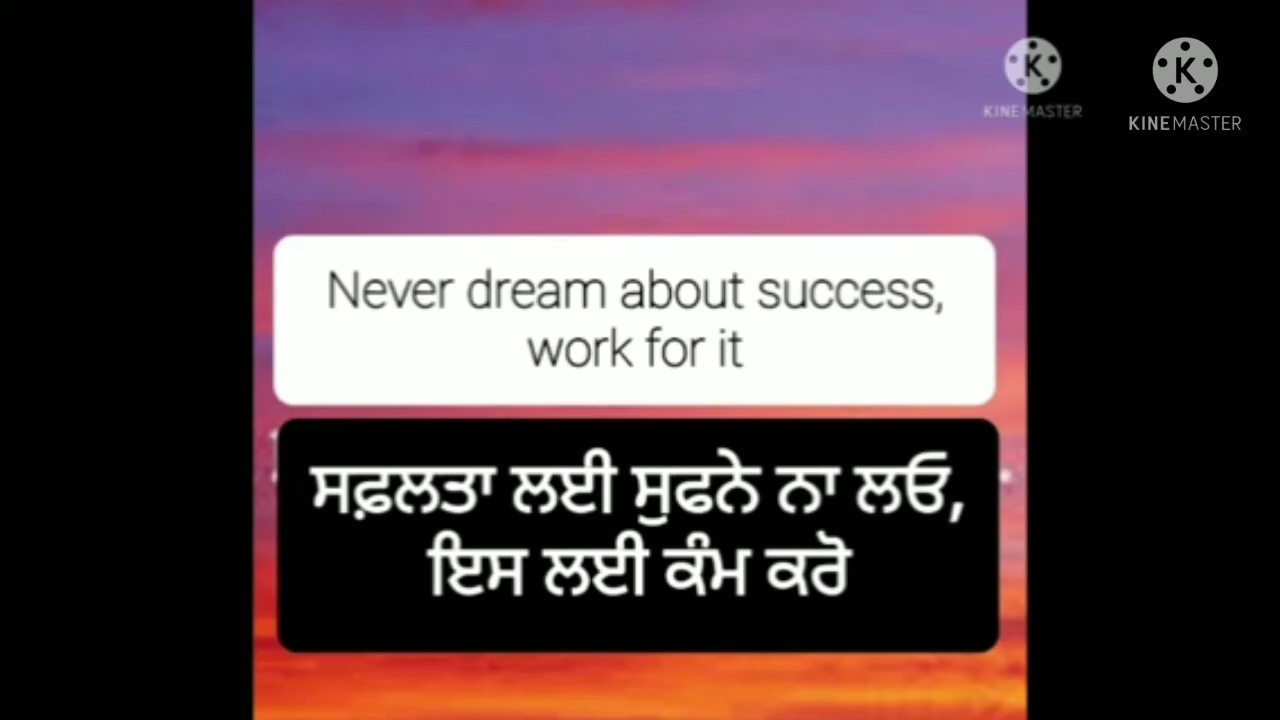 KINEMASTER
KINEMASTER
Never dream about success,
work for it
ਸਫ਼ਲਤਾ ਲਈ ਸੁਫਨੇ ਨਾ ਲਓ,
ਇਸ ਲਈ ਕੰਮ ਕਰੋ